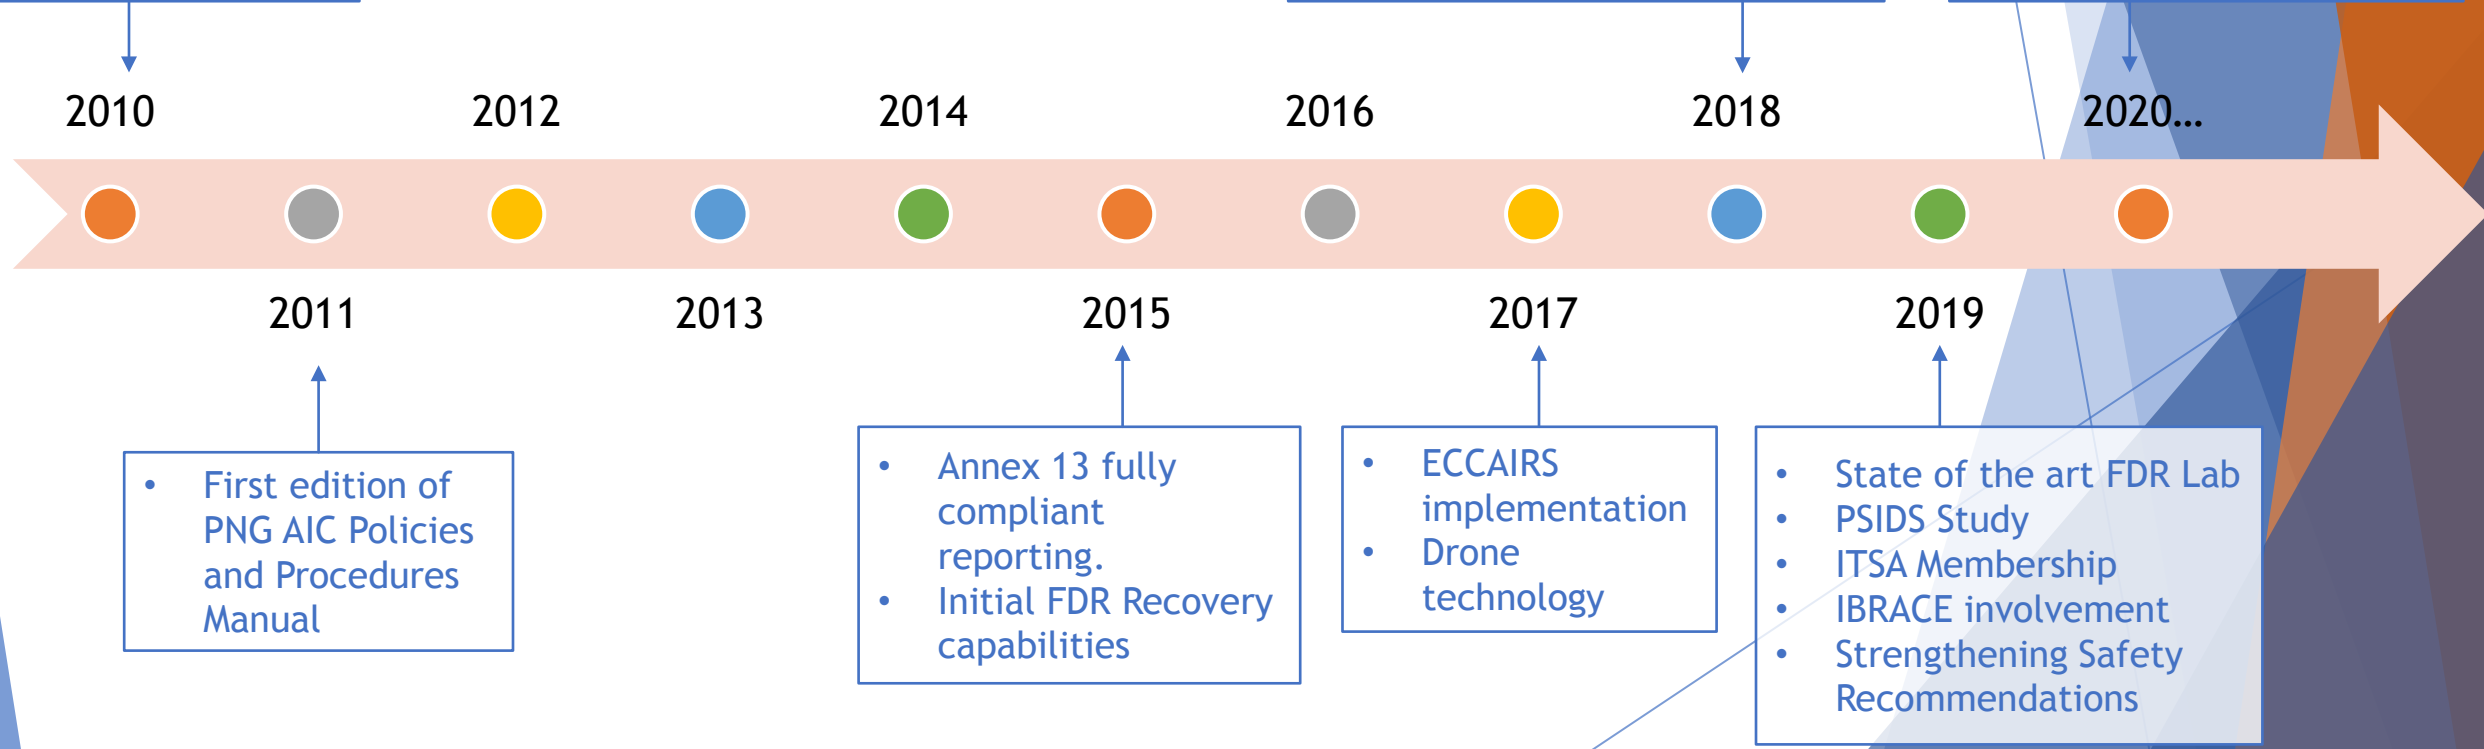 2010
2012
2014
2016
2018
2020...
2011
2013
2015
2017
2019
• First edition of
PNG AIC Policies
and Procedures
Manual
• Annex 13 fully
compliant
reporting.
• Initial FDR Recovery
capabilities
• ECCAIRS
implementation
• Drone
technology
• State of the art FDR Lab
• PSIDS Study
• ITSA Membership
• IBRACE involvement
• Strengthening Safety
Recommendations